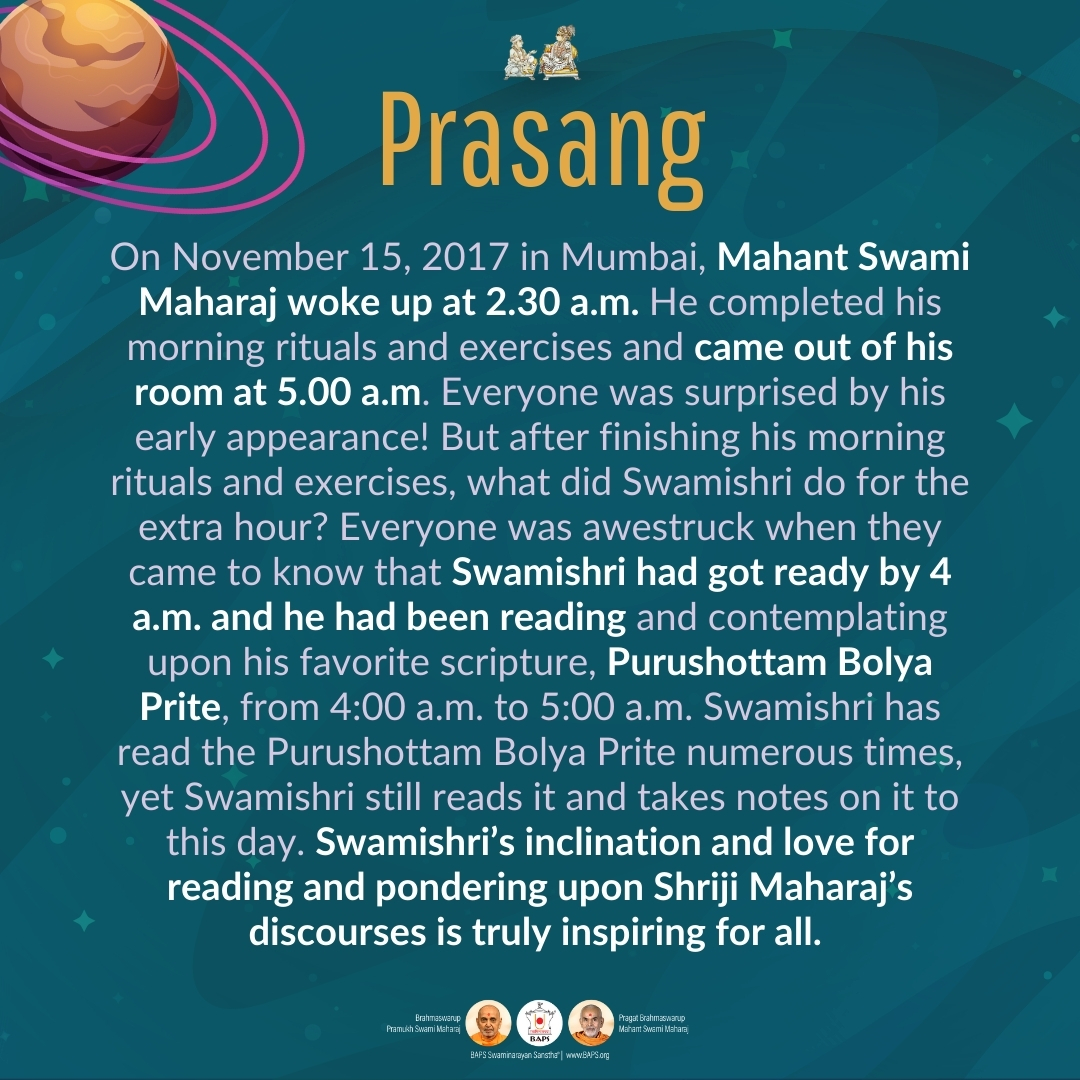 Prasang
On November 15, 2017 in Mumbai, Mahant Swami
Maharaj woke up at 2.30 a.m. He completed his
morning rituals and exercises and came out of his
room at 5.00 a.m. Everyone was surprised by his
early appearance! But after finishing his morning
rituals and exercises, what did Swamishri do for the
extra hour? Everyone was awestruck when they
came to know that Swamishri had got ready by 4
a.m. and he had been reading and contemplating
upon his favorite scripture, Purushottam Bolya
Prite, from 4:00 a.m. to 5:00 a.m. Swamishri has
read the Purushottam Bolya Prite numerous times,
yet Swamishri still reads it and takes notes on it to
this day. Swamishri’s inclination and love for
reading and pondering upon Shriji Maharaj’s
discourses is truly inspiring for all.
Brahmaswarup
Pramukh Swami Maharaj
BAPS
Pragat Brahmaswarup
Mahant Swami Maharaj
BAPS Swaminarayan Sanstha | www.BAPS.org